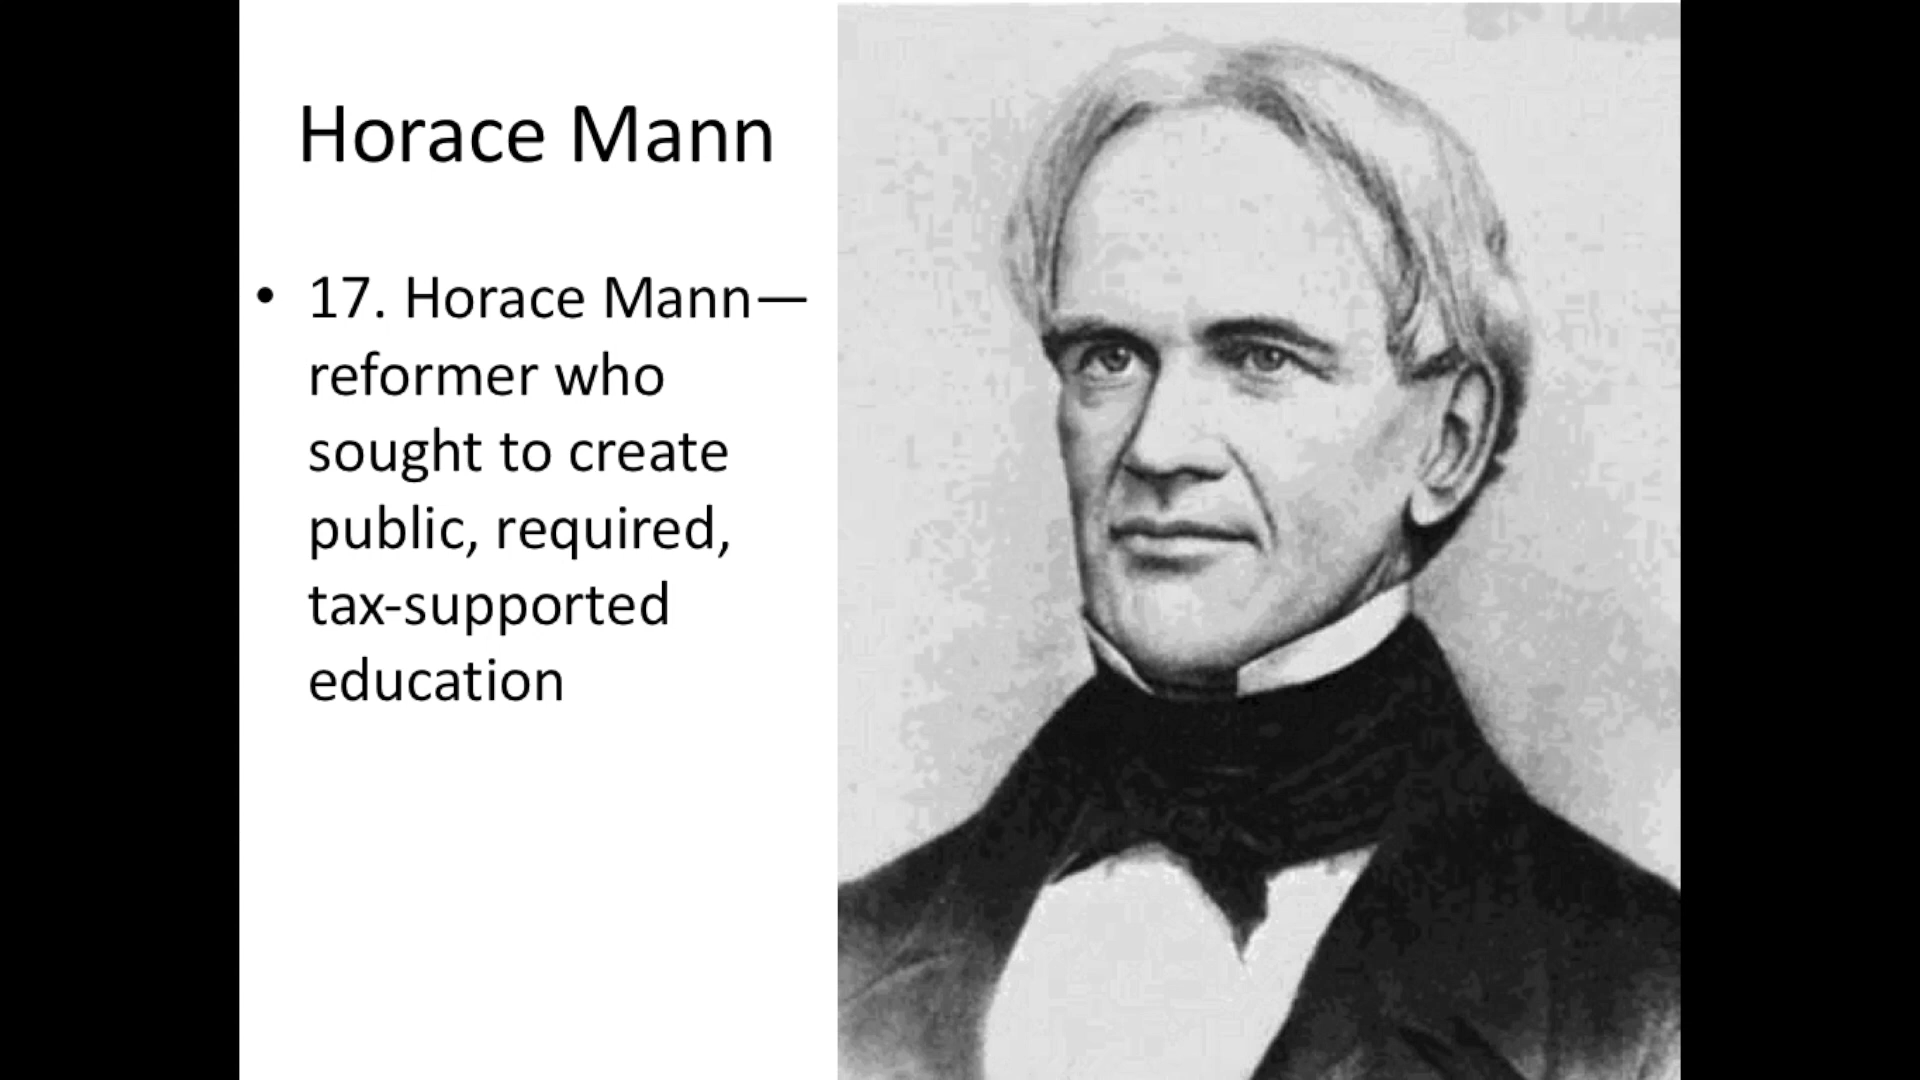 Horace Mann
• 17. Horace Mann—
reformer who
sought to create
public, required,
tax-supported
education